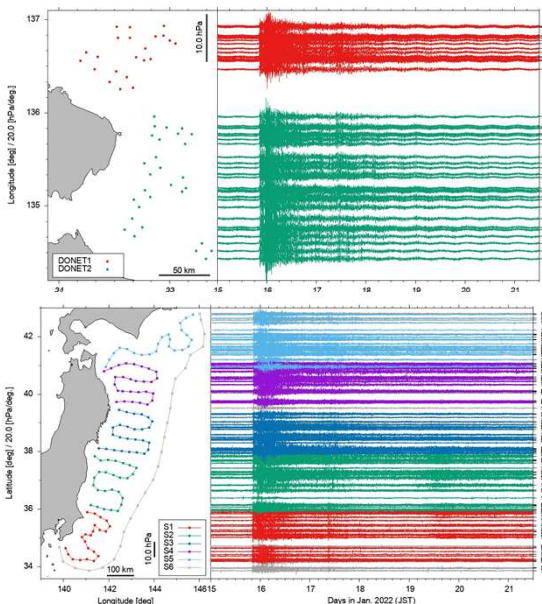 137
136
135
Longitude [deg] / 20.0 [hPa/deg.]
10.0 hPa
DONET1
DONET2
50 km
34
33
15 16 17 18 19 20 21
42
40
38
36
34
Latitude [deg] / 20.0 [hPa/deg.]
10.0 hPa
S1
S2
S3
S4
S5
S6
100 km
140 142 144 146
15 16 17 18 19 20 21
Longitude [deg]
Days in Jan. 2022 (JST)